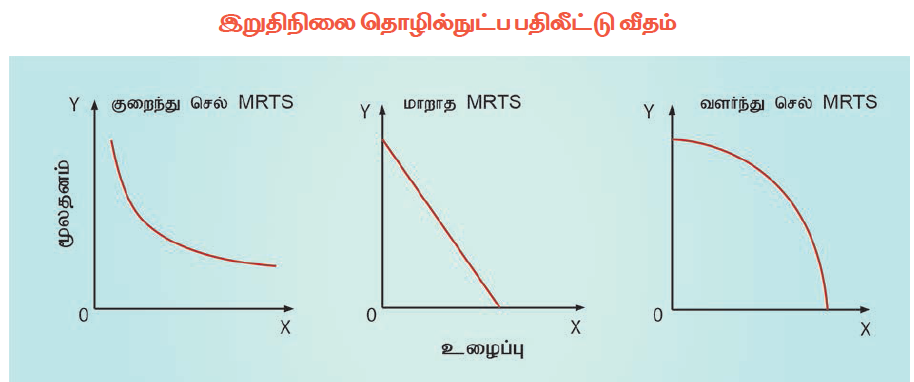 இறுதிநிலை தொழில்நுட்ப பதிலீட்டு வீதம்
Y குறைந்து செல் MRTS
மூலதனம்
0
X
Y மாறாத MRTS
0
X
உழைப்பு
Y வளர்ந்து செல் MRTS
0
X